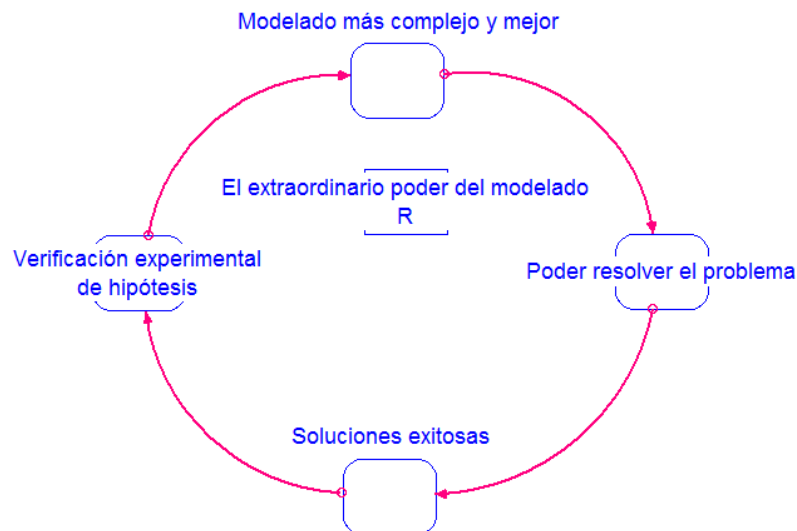 Modelado más complejo y mejor
El extraordinario poder del modelado
R
Verificación experimental
de hipótesis
Poder resolver el problema
Soluciones exitosas